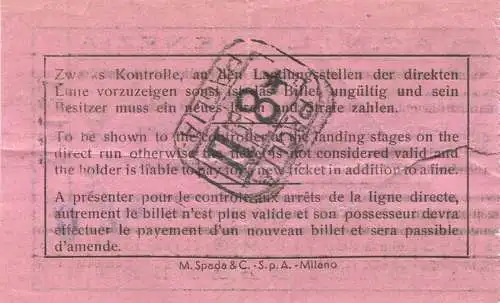 Kontrolle, an den Landungsstellen der direkten
Linie vorzuzeigen sonst ist das Billet ungültig und sein
Besitzer muss ein neues lösen und Strafe zahlen.
To be shown to the controller at the landing stages on the
direct run otherwise the ticket is not considered valid and
the holder is liable to pay for a new ticket in addition to a fine.
A présenter pour le controle aux arrêts de la ligne directe,
autrement le billet n'est plus valide et son possesseur devra
effectuer le payement d'un nouveau billet et sera passible
d'amende.
M. Spada & C. - S. p. A. - Milano